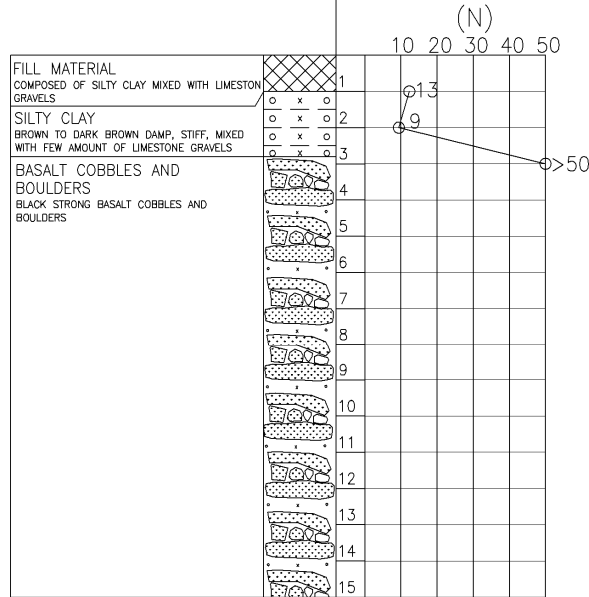 (N)
10 20 30 40 50
FILL MATERIAL
COMPOSED OF SILTY CLAY MIXED WITH LIMESTON
GRAVELS
1
13
SILTY CLAY
BROWN TO DARK BROWN DAMP, STIFF, MIXED
WITH FEW AMOUNT OF LIMESTONE GRAVELS
2
9
3
>50
BASALT COBBLES AND
BOULDERS
BLACK STRONG BASALT COBBLES AND
BOULDERS
4
5
6
7
8
9
10
11
12
13
14
15